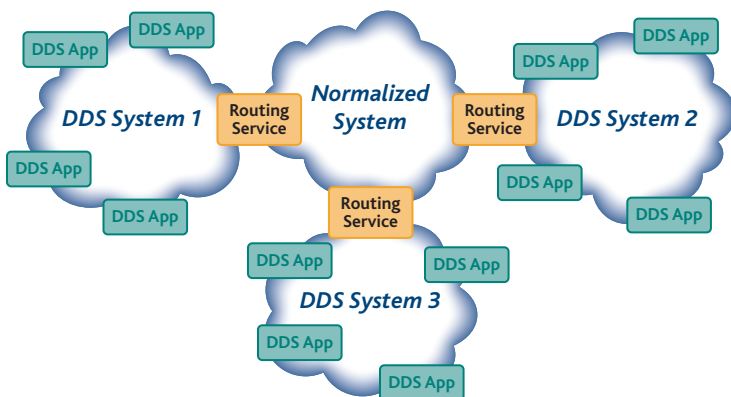 DDS App
DDS App
DDS System 1
DDS App
DDS App
Routing
Service
Normalized
System
Routing
Service
DDS App
DDS App
DDS System 2
DDS App
DDS App
Routing
Service
DDS App
DDS App
DDS System 3
DDS App
DDS App